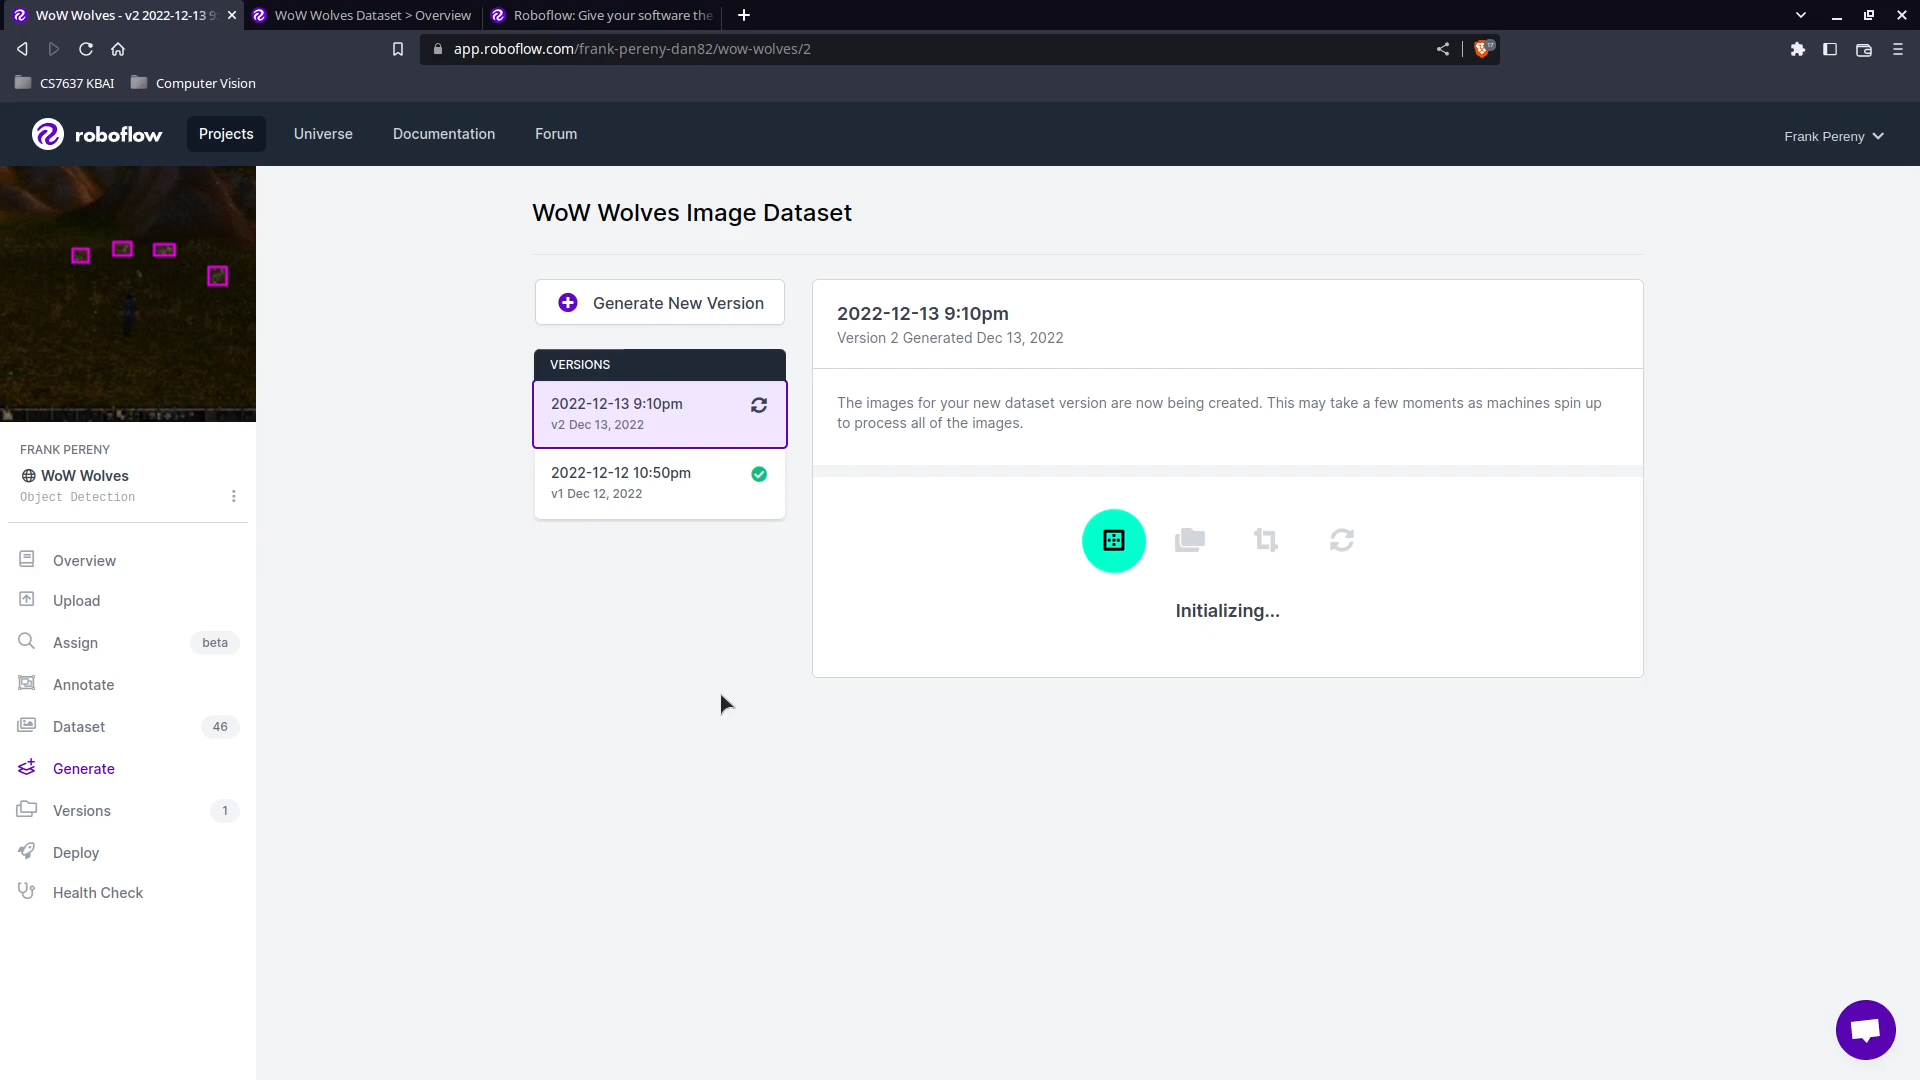 WoW Wolves - v2 2022-12-13 9:
WoW Wolves Dataset > Overview
Roboflow: Give your software the
app.roboflow.com/frank-pereny-dan82/wow-wolves/2
17
CS7637 KBAI
Computer Vision
roboflow
Projects
Universe
Documentation
Forum
Frank Pereny
WoW Wolves Image Dataset
Generate New Version
VERSIONS
2022-12-13 9:10pm
v2 Dec 13, 2022
2022-12-12 10:50pm
v1 Dec 12, 2022
2022-12-13 9:10pm
Version 2 Generated Dec 13, 2022
The images for your new dataset version are now being created. This may take a few moments as machines spin up
to process all of the images.
Initializing...
FRANK PERENY
WoW Wolves
Object Detection
Overview
Upload
Assign beta
Annotate
Dataset 46
Generate
Versions 1
Deploy
Health Check